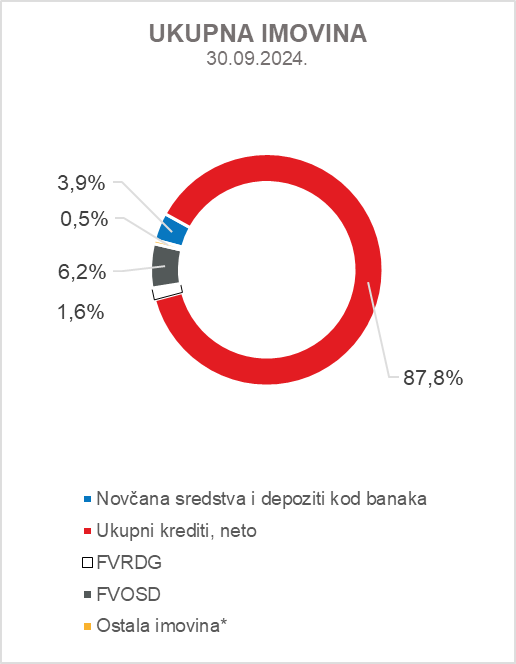 UKUPNA IMOVINA
30.09.2024.
3,9%
0,5%
6,2%
1,6%
87,8%
Novčana sredstva i depoziti kod banaka
Ukupni krediti, neto
FVRDG
FVOSD
Ostala imovina*